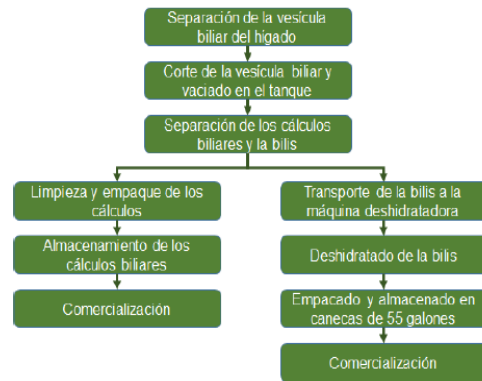 Separación de la vesícula
biliar del hígado
Corte de la vesícula biliar y
vaciado en el tanque
Separación de los cálculos
biliares y la bilis
Limpieza y empaque de los
cálculos
Almacenamiento de los
cálculos biliares
Comercialización
Transporte de la bilis a la
máquina deshidratadora
Deshidratado de la bilis
Empacado y almacenado en
canecas de 55 galones
Comercialización